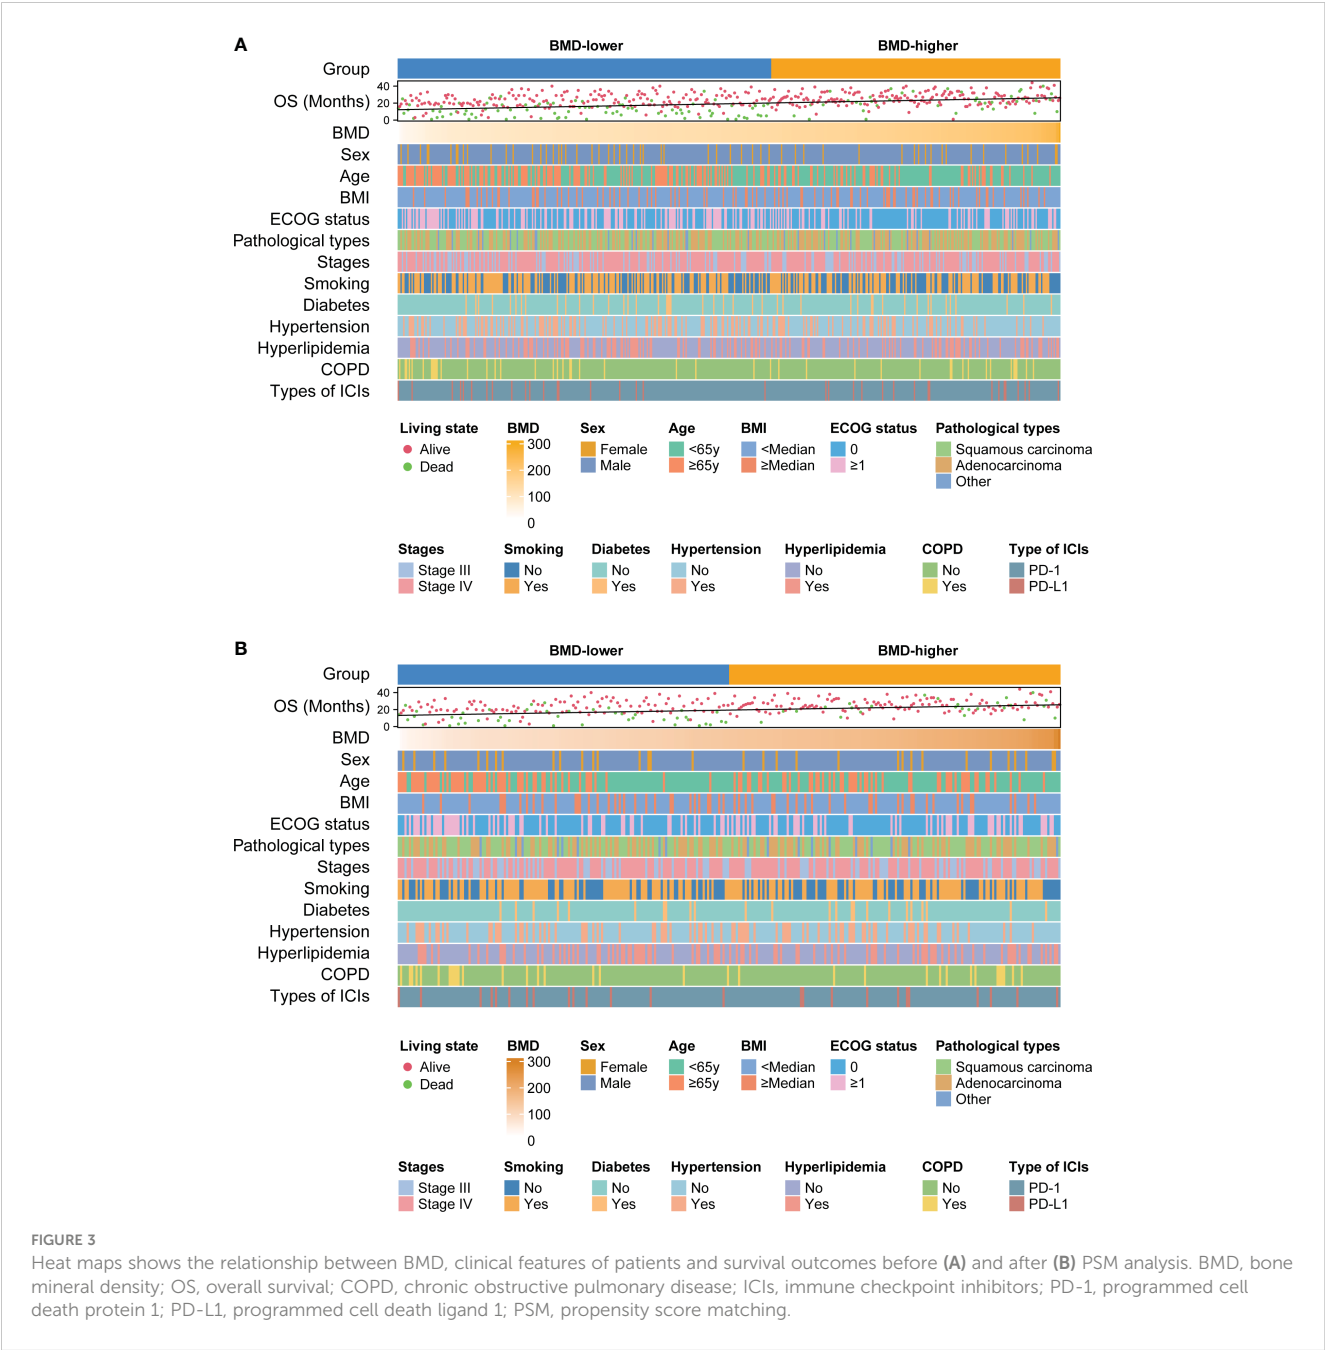 A
BMD-lower BMD-higher
Group
OS (Months) 40 20 0
BMD
Sex
Age
BMI
ECOG status
Pathological types
Stages
Smoking
Diabetes
Hypertension
Hyperlipidemia
COPD
Types of ICIs
Living state BMD Sex Age BMI ECOG status Pathological types
Alive 300 Female <65y <Median 0 Squamous carcinoma
Dead 200 Male ≥65y ≥Median ≥1 Adenocarcinoma
100 Other
0
Stages Smoking Diabetes Hypertension Hyperlipidemia COPD Type of ICIs
Stage III No No No No No PD-1
Stage IV Yes Yes Yes Yes Yes PD-L1
B
BMD-lower BMD-higher
Group
OS (Months) 40 20 0
BMD
Sex
Age
BMI
ECOG status
Pathological types
Stages
Smoking
Diabetes
Hypertension
Hyperlipidemia
COPD
Types of ICIs
Living state BMD Sex Age BMI ECOG status Pathological types
Alive 300 Female <65y <Median 0 Squamous carcinoma
Dead 200 Male ≥65y ≥Median ≥1 Adenocarcinoma
100 Other
0
Stages Smoking Diabetes Hypertension Hyperlipidemia COPD Type of ICIs
Stage III No No No No No PD-1
Stage IV Yes Yes Yes Yes Yes PD-L1
FIGURE 3
Heat maps shows the relationship between BMD, clinical features of patients and survival outcomes before (A) and after (B) PSM analysis. BMD, bone
mineral density; OS, overall survival; COPD, chronic obstructive pulmonary disease; ICIs, immune checkpoint inhibitors; PD-1, programmed cell
death protein 1; PD-L1, programmed cell death ligand 1; PSM, propensity score matching.